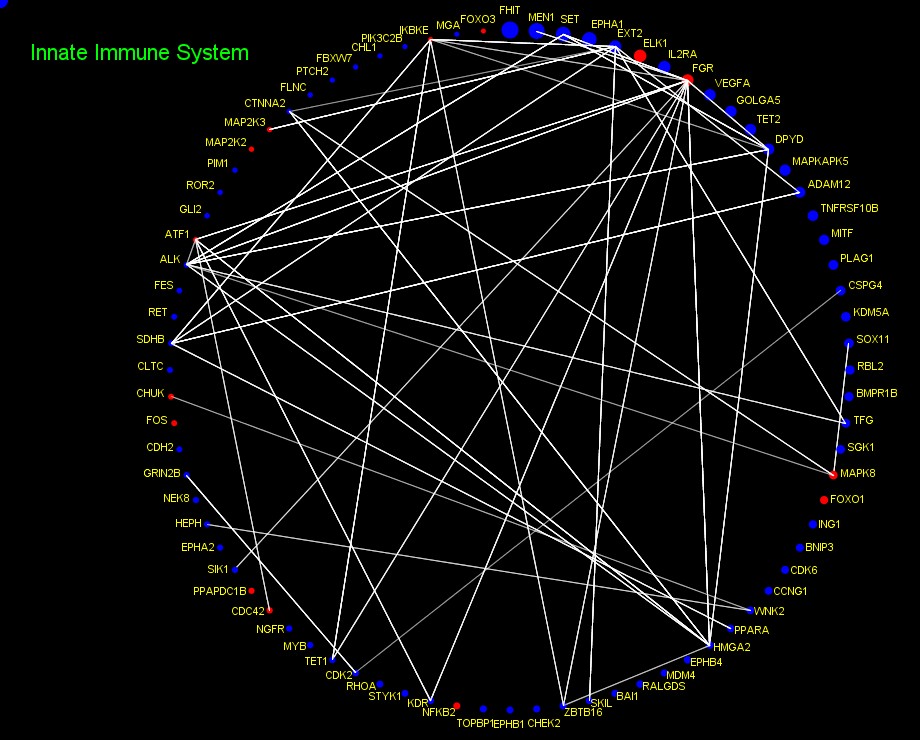 Innate Immune System
FHIT
MEN1
SET
EPHA1
EXT2
ELK1
IL2RA
FGR
VEGFA
GOLGA5
TET2
DPYD
MAPKAPK5
ADAM12
TNFRSF10B
MITF
PLAG1
CSPG4
KDM5A
SOX11
RBL2
BMPR1B
TFG
SGK1
MAPK8
FOXO1
ING1
BNIP3
CDK6
CCNG1
WNK2
PPARA
HMGA2
EPHB4
MDM4
RALGDS
BAI1
SKIL
ZBTB16
CHEK2
EPHB1
TOPBP1
NFKB2
KDR
STYK1
RHOA
CDK2
TET1
MYB
NGFR
CDC42
PPAPDC1B
SIK1
EPHA2
HEPH
NEK8
GRIN2B
CDH2
FOS
CHUK
CLTC
SDHB
RET
FES
ALK
ATF1
GLI2
ROR2
PIM1
MAP2K2
MAP2K3
CTNNA2
FLNC
PTCH2
FBXW7
CHL1
PIK3C2B
IKBKE
MGA
FOXO3